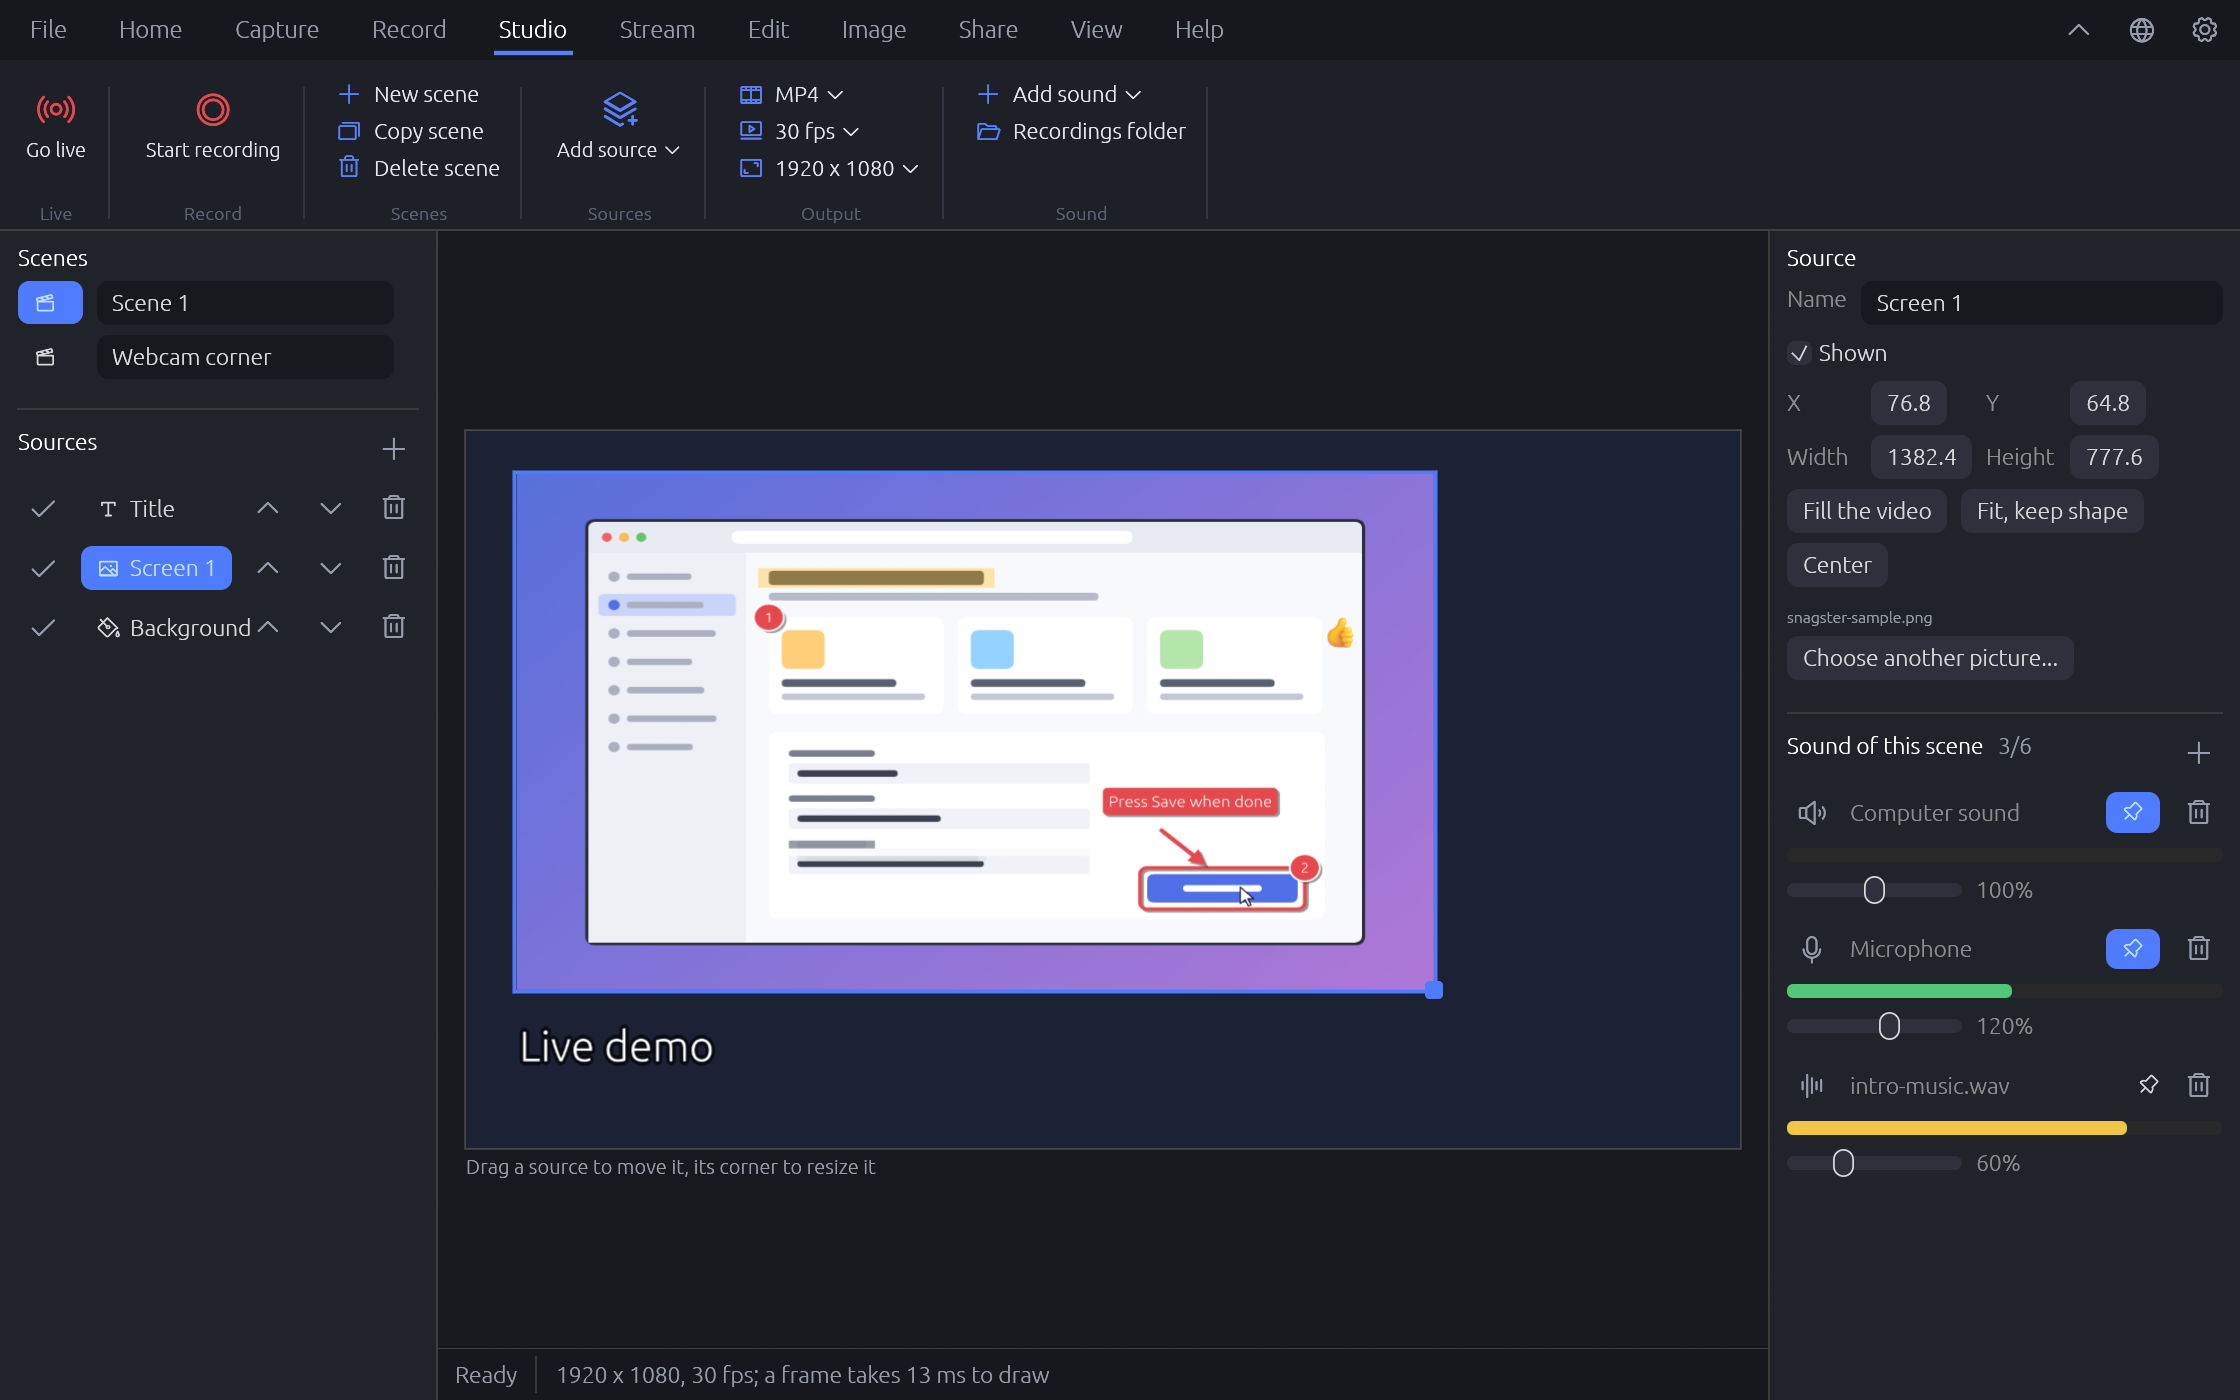 File Home Capture Record Studio Stream Edit Image Share View Help
Go live
Live
Start recording
Record
New scene
Copy scene
Delete scene
Scenes
Add source
Sources
MP4
30 fps
1920 x 1080
Output
Add sound
Recordings folder
Sound
Scenes
Scene 1
Webcam corner
Sources
Title
Screen 1
Background
1
Press Save when done
2
Live demo
Drag a source to move it, its corner to resize it
Ready
1920 x 1080, 30 fps; a frame takes 13 ms to draw
Source
Name Screen 1
Shown
X 76.8 Y 64.8
Width 1382.4 Height 777.6
Fill the video Fit, keep shape
Center
snagster-sample.png
Choose another picture...
Sound of this scene 3/6
Computer sound
100%
Microphone
120%
intro-music.wav
60%